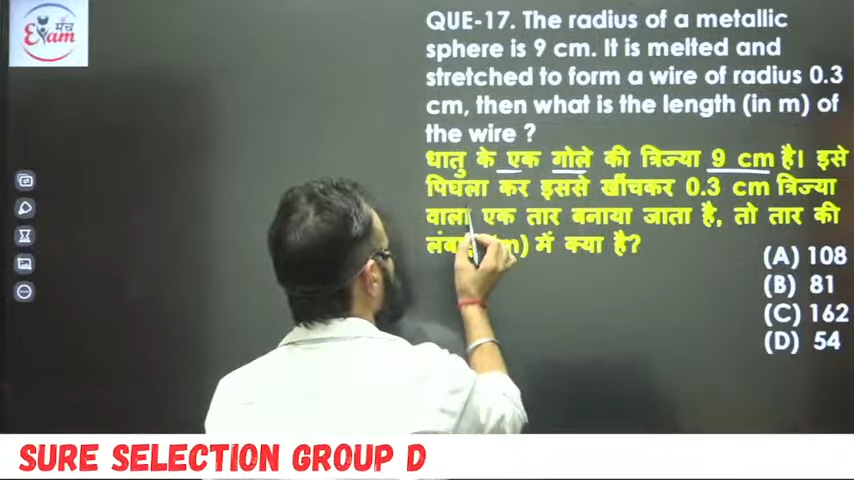 मंच
Exam
QUE-17. The radius of a metallic
sphere is 9 cm. It is melted and
stretched to form a wire of radius 0.3
cm, then what is the length (in m) of
the wire ?
धातु के एक गोले की त्रिज्या 9 cm है। इसे
पिघला कर इससे खींचकर 0.3 cm त्रिज्या
वाला एक तार बनाया जाता है, तो तार की
में क्या है?
(A) 108
(B) 81
(C) 162
(D) 54
SURE SELECTION GROUP D